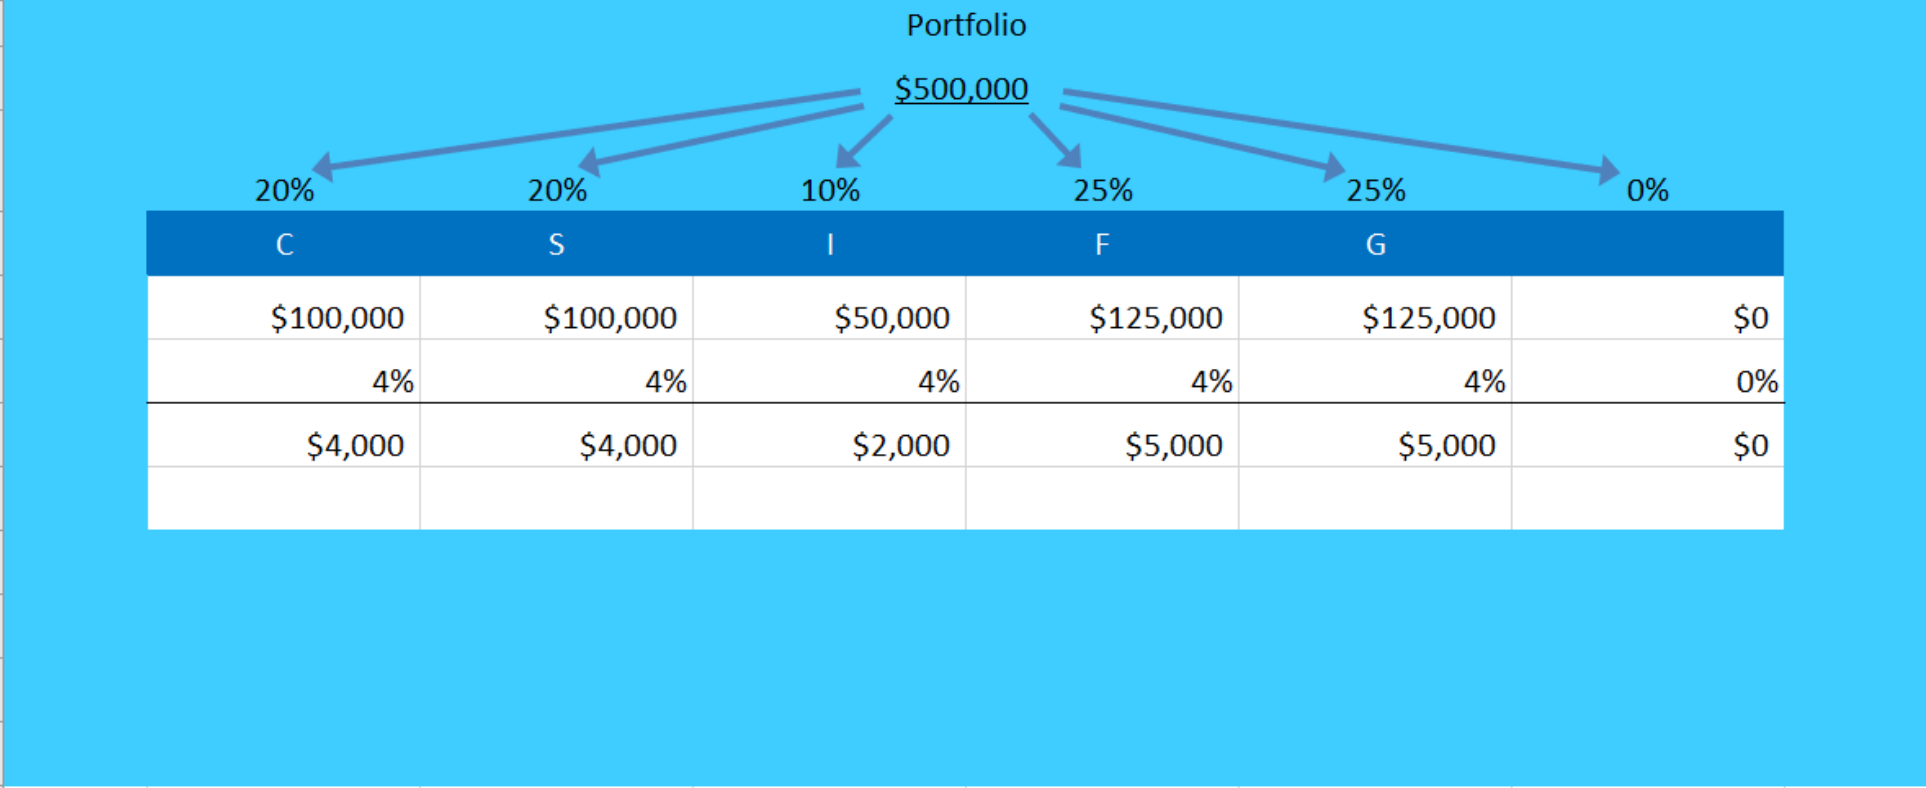 Portfolio
$500,000
20% 20% 10% 25% 25% 0%
C S I F G
$100,000 $100,000 $50,000 $125,000 $125,000 $0
4% 4% 4% 4% 4% 0%
$4,000 $4,000 $2,000 $5,000 $5,000 $0